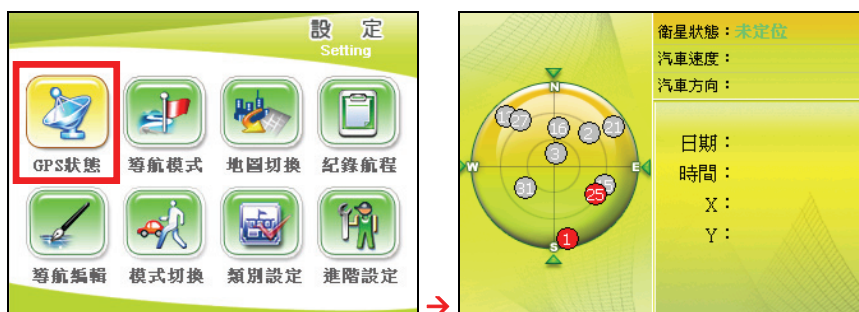 設 定
Setting
GPS狀態 導航模式 地圖切換 紀錄航程
導航編輯 模式切換 類別設定 進階設定
→
衛星狀態：未定位
汽車速度：
汽車方向：
N
27 16 2 21
3
W E
31 25
1
S
日期：
時間：
X：
Y：